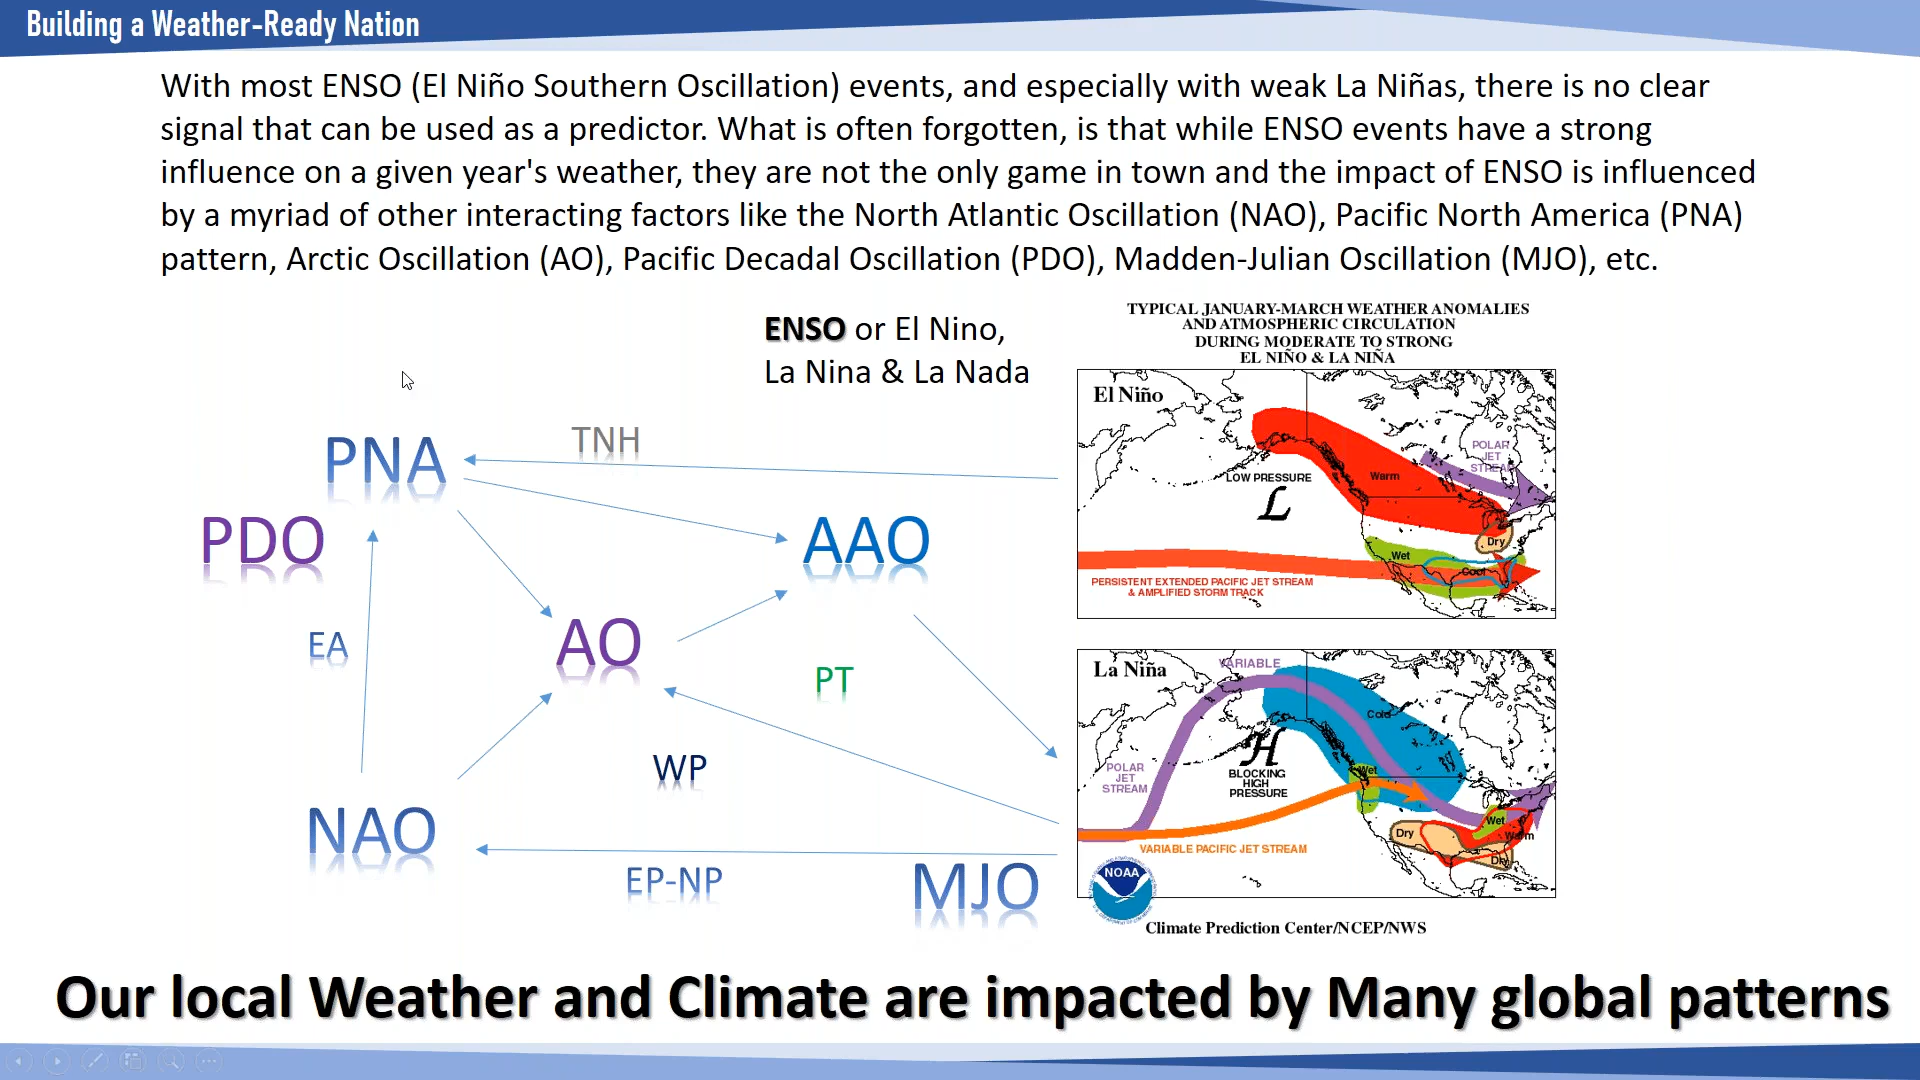 Building a Weather-Ready Nation
With most ENSO (El Niño Southern Oscillation) events, and especially with weak La Niñas, there is no clear
signal that can be used as a predictor. What is often forgotten, is that while ENSO events have a strong
influence on a given year's weather, they are not the only game in town and the impact of ENSO is influenced
by a myriad of other interacting factors like the North Atlantic Oscillation (NAO), Pacific North America (PNA)
pattern, Arctic Oscillation (AO), Pacific Decadal Oscillation (PDO), Madden-Julian Oscillation (MJO), etc.
ENSO or El Nino,
La Nina & La Nada
TNH
PNA
PDO
AAO
EA
AO
PT
WP
NAO
EP-NP
MJO
TYPICAL JANUARY-MARCH WEATHER ANOMALIES
AND ATMOSPHERIC CIRCULATION
DURING MODERATE TO STRONG
EL NIÑO & LA NIÑA
El Niño
POLAR
JET
STREAM
LOW PRESSURE
L
Warm
Dry
Wet
Cool
PERSISTENT EXTENDED PACIFIC JET STREAM
& AMPLIFIED STORM TRACK
La Niña
VARIABLE
Cold
H
BLOCKING
HIGH
PRESSURE
POLAR
JET
STREAM
Wet
Wet
Dry
Warm
Dry
VARIABLE PACIFIC JET STREAM
NOAA
Climate Prediction Center/NCEP/NWS
Our local Weather and Climate are impacted by Many global patterns